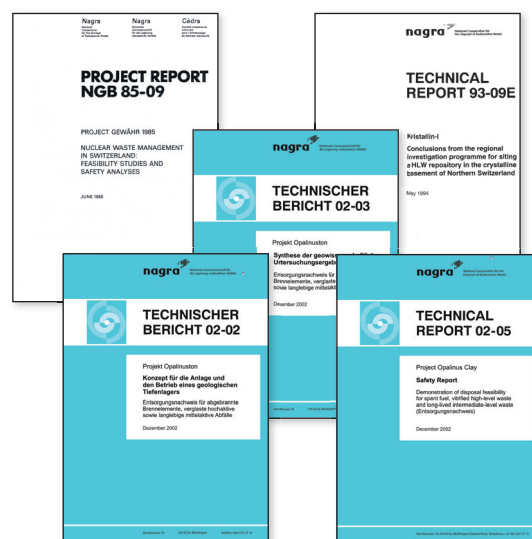 Nagra
Nagra
Cédra
PROJECT REPORT
NGB 85-09
PROJECT GEWÄHR 1985
NUCLEAR WASTE MANAGEMENT
IN SWITZERLAND:
FEASIBILITY STUDIES AND
SAFETY ANALYSES
JUNE 1985
nagra
National Cooperative for the
Disposal of Radioactive Waste
TECHNICAL
REPORT 93-09E
Kristallin-I
Conclusions from the regional
investigation programme for siting
a HLW repository in the crystalline
basement of Northern Switzerland
May 1994
nagra
TECHNISCHER
BERICHT 02-03
Projekt Opalinuston
Synthese der
Untersuchungsergeb
Entsorgungsnachweis für
Brennelemente, verglaste
sowie langlebige mittelakt
Dezember 2002
nagra
TECHNISCHER
BERICHT 02-02
Projekt Opalinuston
Konzept für die Anlage und
den Betrieb eines geologischen
Tiefenlagers
Entsorgungsnachweis für abgebrannte
Brennelemente, verglaste hochaktive
sowie langlebige mittelaktive Abfälle
Dezember 2002
nagra
National Cooperative for the
Disposal of Radioactive Waste
TECHNICAL
REPORT 02-05
Project Opalinus Clay
Safety Report
Demonstration of disposal feasibility
for spent fuel, vitrified high-level waste
and long-lived intermediate-level waste
(Entsorgungsnachweis)
December 2002